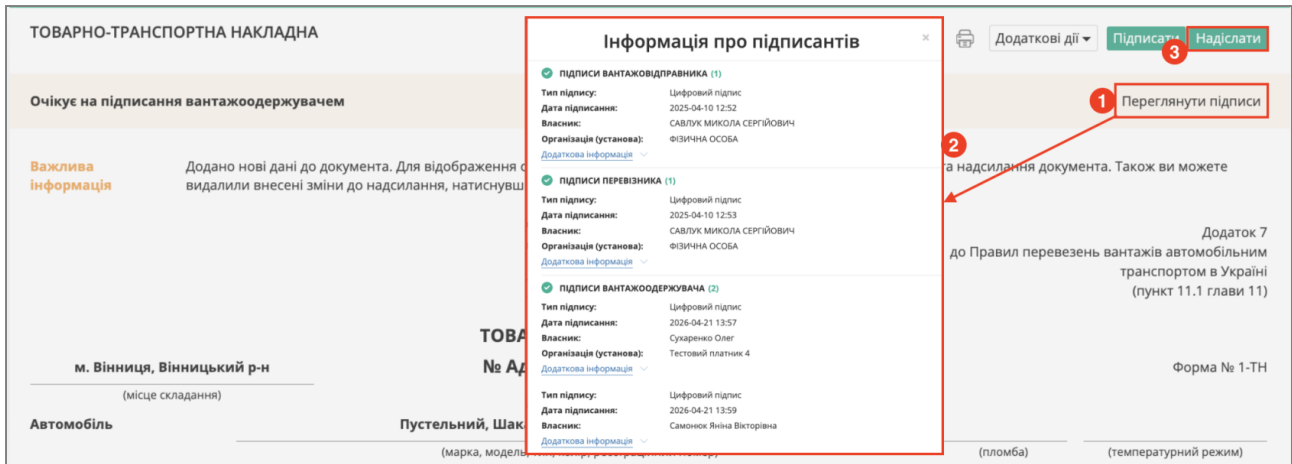 ТОВАРНО-ТРАНСПОРТНА НАКЛАДНА
Додаткові дії
Підписати
Надіслати
3
Очікує на підписання вантажоодержувачем
1
Переглянути підписи
2
Важлива інформація
Додано нові дані до документа. Для відображення
та надсилання документа. Також ви можете
видалили внесені зміни до надсилання,
Додаток 7
до Правил перевезень вантажів автомобільним
транспортом в Україні
(пункт 11.1 глави 11)
ТОВА
м. Вінниця, Вінницький р-н
№
Форма № 1-ТН
(місце складання)
Автомобіль
Пустельний,
(марка, модель,
(пломба)
(температурний режим)
Інформація про підписантів
×
ПІДПИСИ ВАНТАЖОВІДПРАВНИКА (1)
Тип підпису: Цифровий підпис
Дата підписання: 2025-04-10 12:52
Власник: САВЛУК МИКОЛА СЕРГІЙОВИЧ
Організація (установа): ФІЗИЧНА ОСОБА
Додаткова інформація
ПІДПИСИ ПЕРЕВІЗНИКА (1)
Тип підпису: Цифровий підпис
Дата підписання: 2025-04-10 12:53
Власник: САВЛУК МИКОЛА СЕРГІЙОВИЧ
Організація (установа): ФІЗИЧНА ОСОБА
Додаткова інформація
ПІДПИСИ ВАНТАЖООДЕРЖУВАЧА (2)
Тип підпису: Цифровий підпис
Дата підписання: 2026-04-21 13:57
Власник: Сухаренко Олег
Організація (установа): Тестовий платник 4
Додаткова інформація
Тип підпису: Цифровий підпис
Дата підписання: 2026-04-21 13:59
Власник: Самонюк Яніна Вікторівна
Додаткова інформація